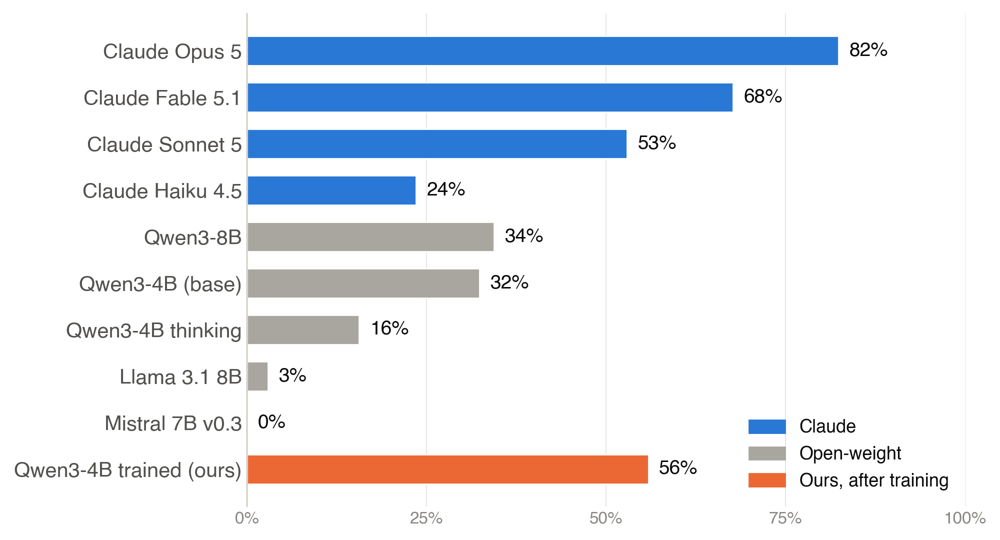 Claude Opus 5 82%
Claude Fable 5.1 68%
Claude Sonnet 5 53%
Claude Haiku 4.5 24%
Qwen3-8B 34%
Qwen3-4B (base) 32%
Qwen3-4B thinking 16%
Llama 3.1 8B 3%
Mistral 7B v0.3 0%
Qwen3-4B trained (ours) 56%
Claude
Open-weight
Ours, after training
0% 25% 50% 75% 100%